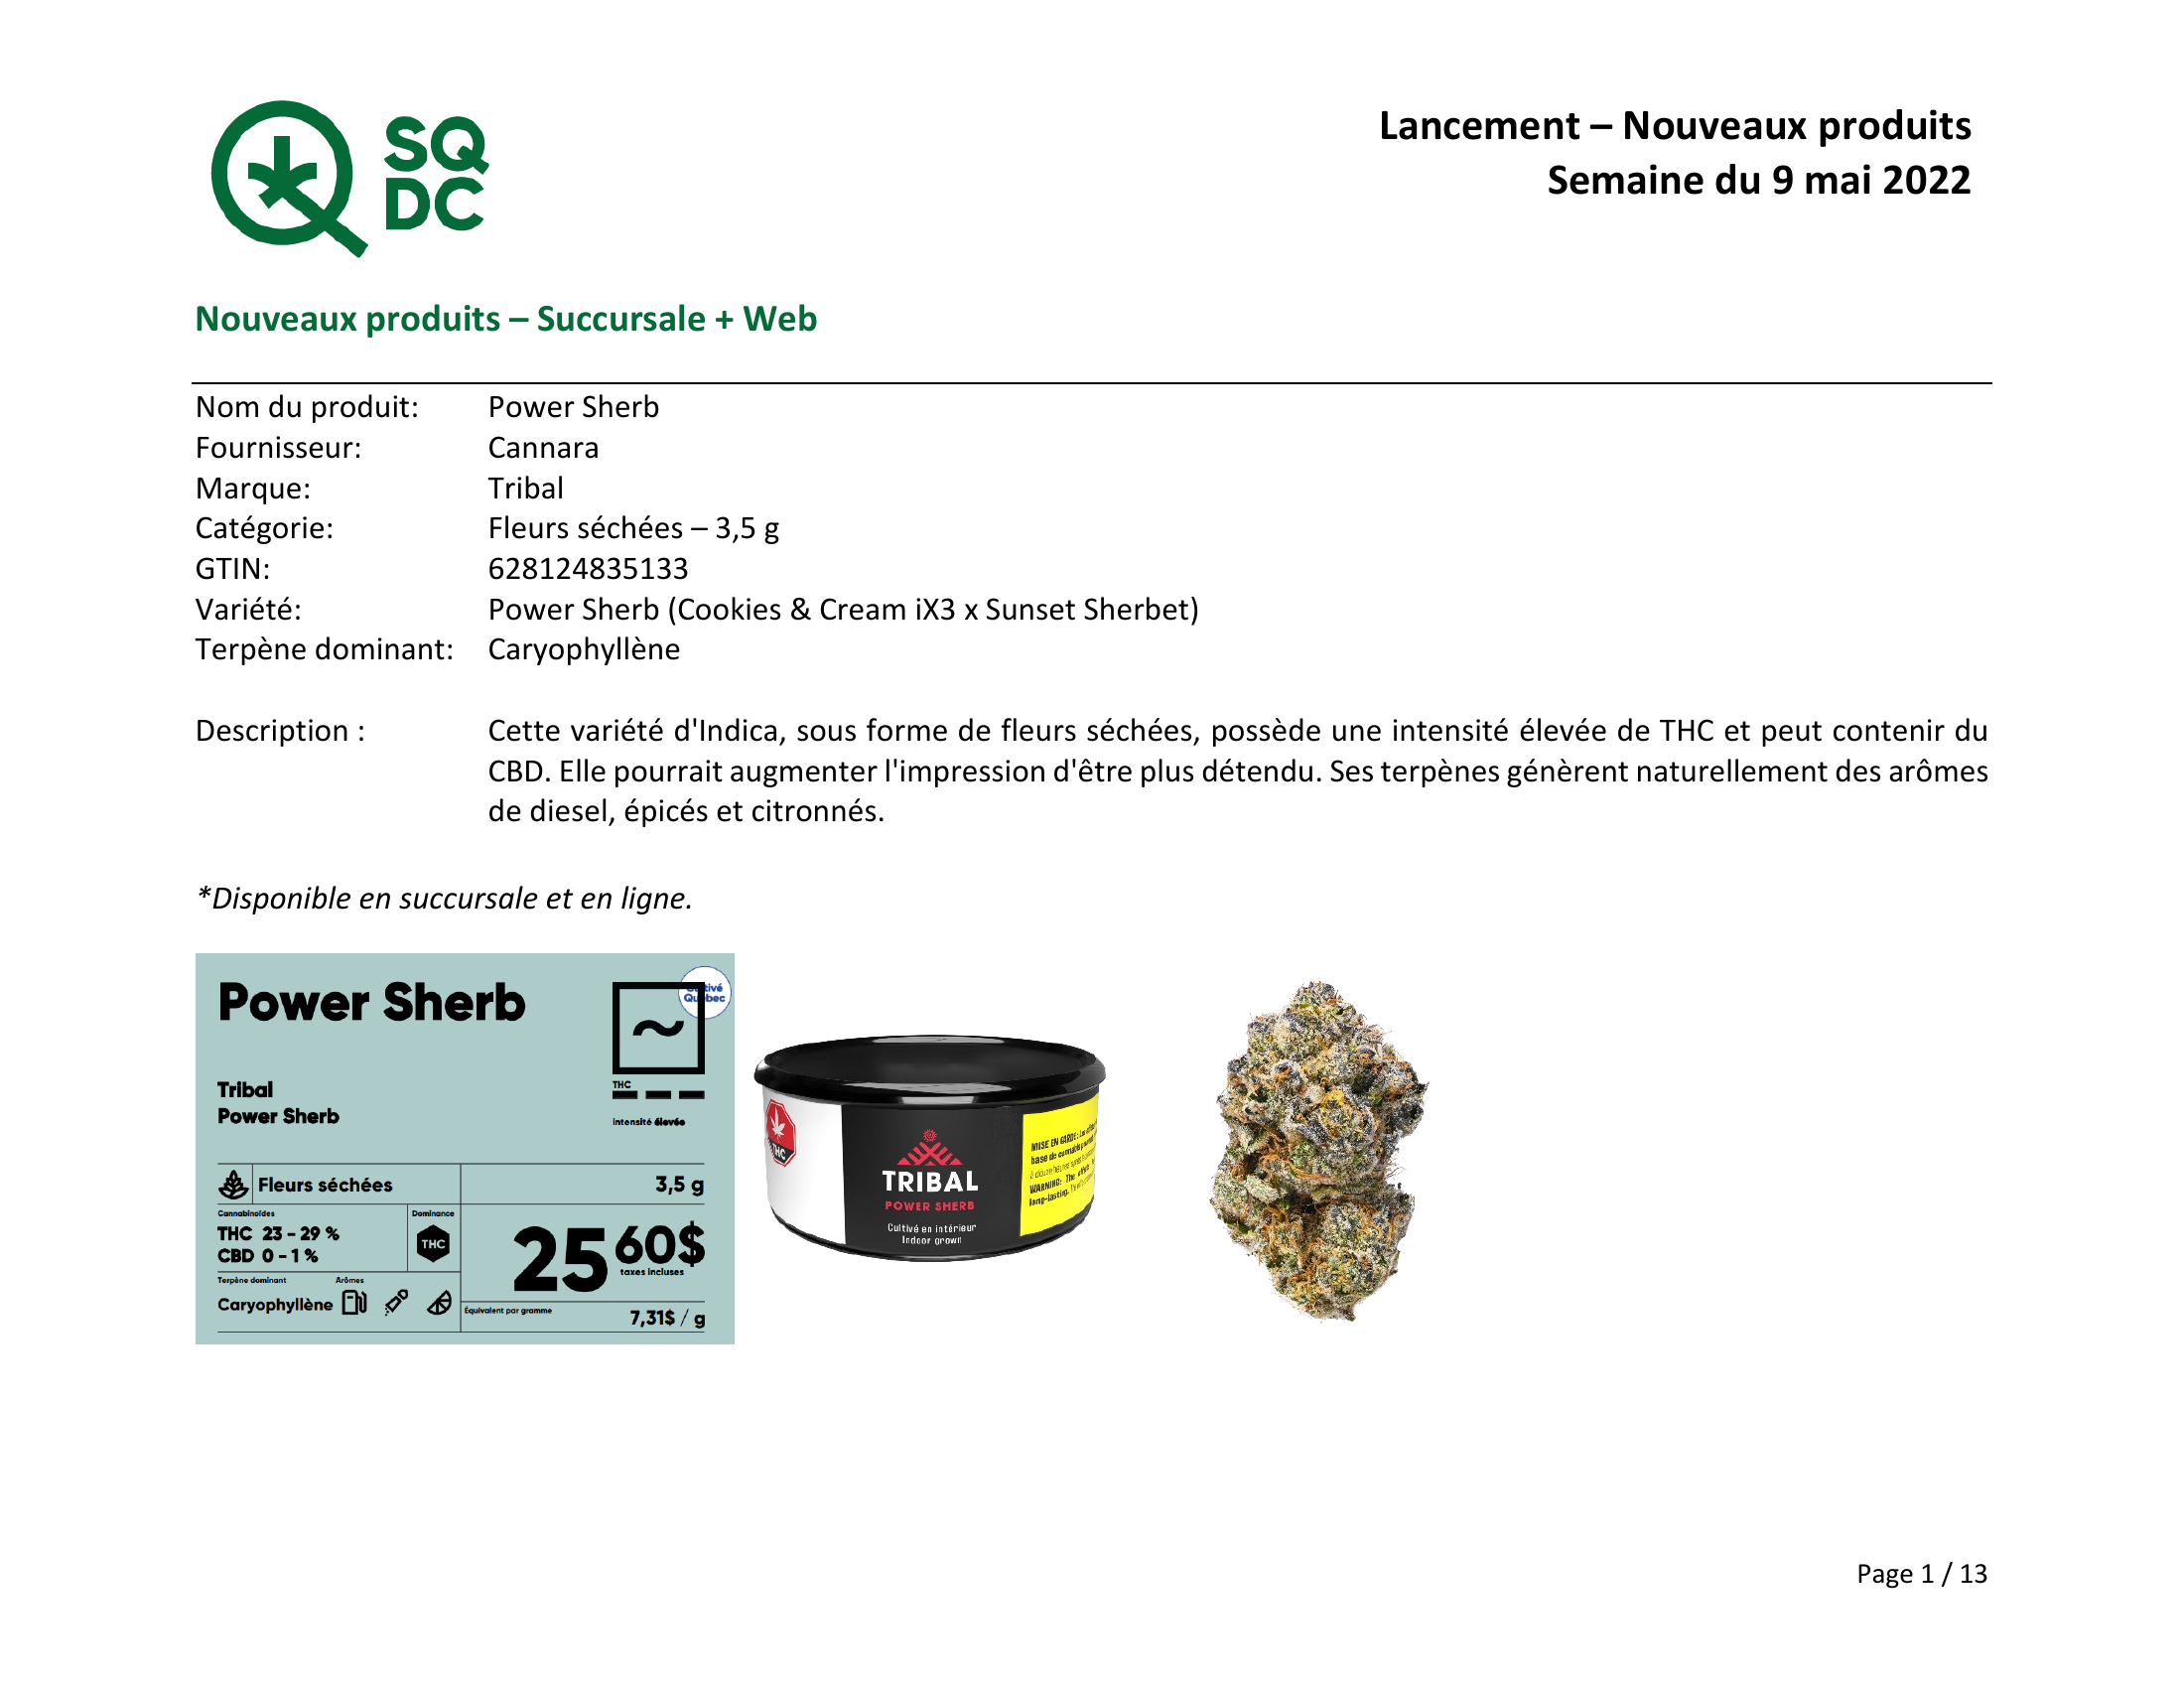 SQ
DC
Lancement – Nouveaux produits
Semaine du 9 mai 2022
Nouveaux produits – Succursale + Web
Nom du produit: Power Sherb
Fournisseur: Cannara
Marque: Tribal
Catégorie: Fleurs séchées – 3,5 g
GTIN: 628124835133
Variété: Power Sherb (Cookies & Cream iX3 x Sunset Sherbet)
Terpène dominant: Caryophyllène
Description : Cette variété d'Indica, sous forme de fleurs séchées, possède une intensité élevée de THC et peut contenir du
CBD. Elle pourrait augmenter l'impression d'être plus détendu. Ses terpènes génèrent naturellement des arômes
de diesel, épicés et citronnés.
*Disponible en succursale et en ligne.
Power Sherb
Québec
Tribal
Power Sherb
THC
intensité élevée
Fleurs séchées 3,5 g
Cannabinoïdes Dominance
THC 23 - 29 %
CBD 0 - 1 %
THC
25 60$
taxes incluses
Terpène dominant Arômes
Caryophyllène
Équivalent par gramme
7,31$ / g
TRIBAL
POWER SHERB
Cultivé en intérieur
Indoor grown
MISE EN GARDE:
base de cannabis
WARNING: The
long-lasting.
Page 1 / 13